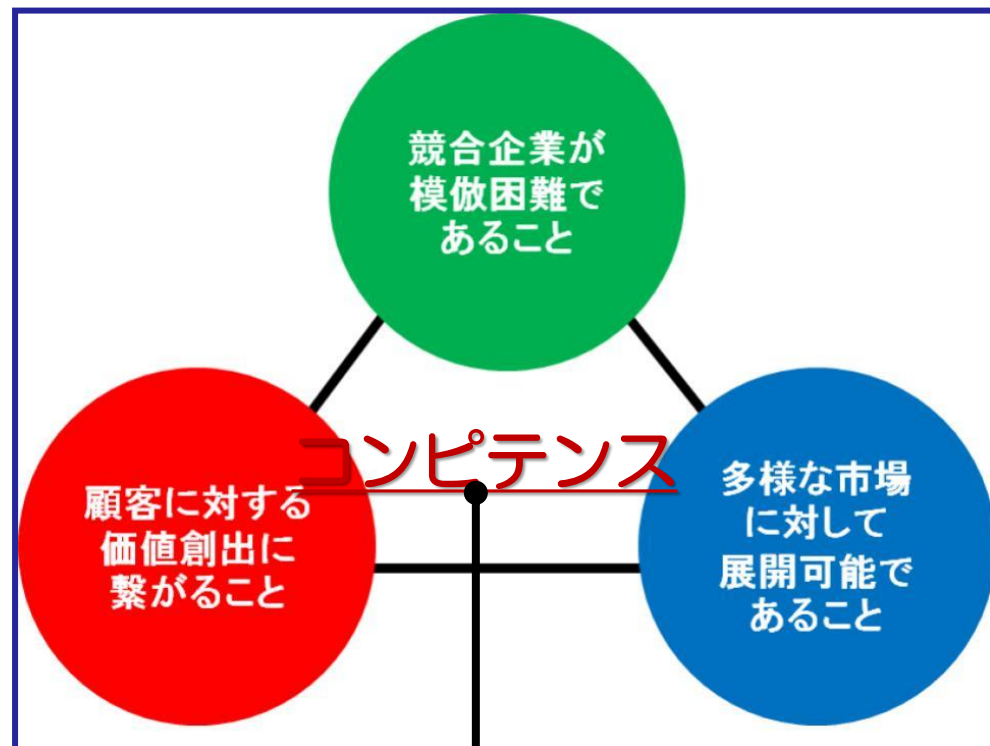 競合企業が
模倣困難で
あること
コンピテンス
顧客に対する
価値創出に
繋がること
多様な市場
に対して
展開可能で
あること